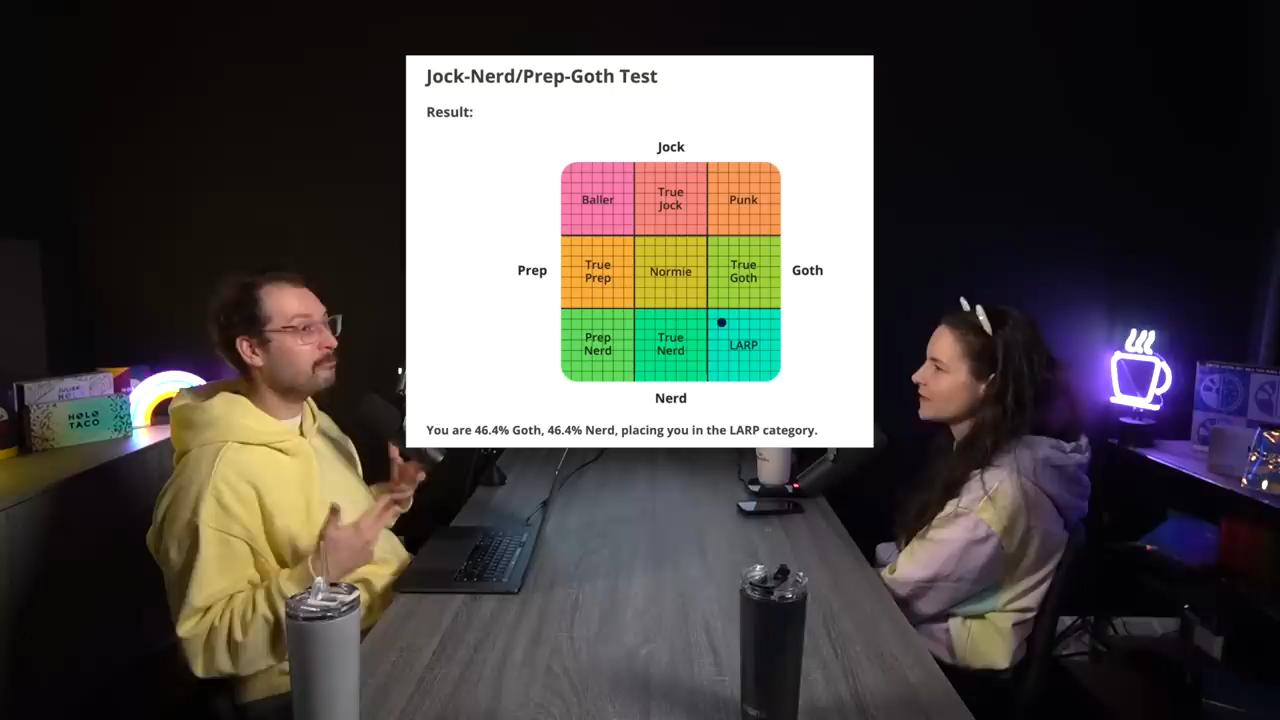 Jock-Nerd/Prep-Goth Test
Result:
Jock
Baller
True
Jock
Punk
Prep
True
Prep
Normie
True
Goth
Goth
Prep
Nerd
True
Nerd
LARP
Nerd
You are 46.4% Goth, 46.4% Nerd, placing you in the LARP category.
HOLO
TACO